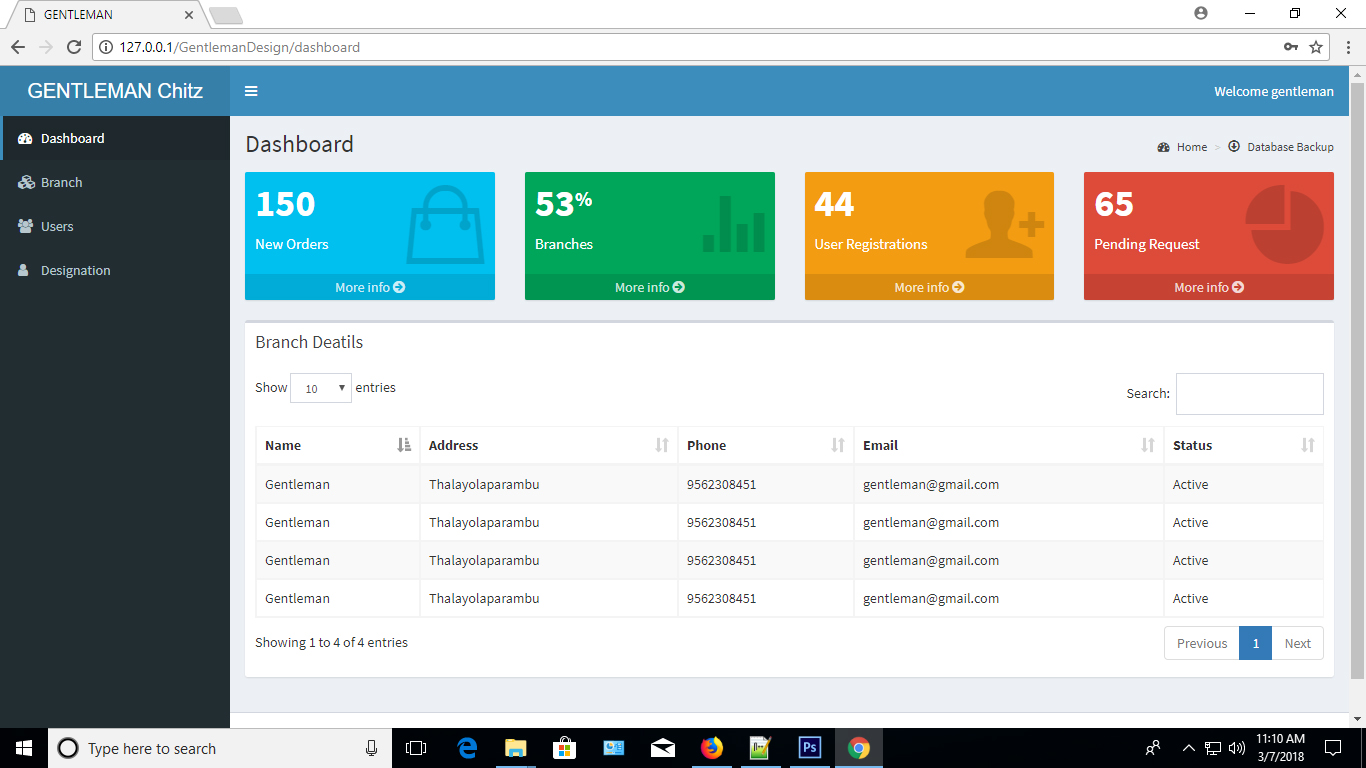 GENTLEMAN
127.0.0.1/GentlemanDesign/dashboard
GENTLEMAN Chitz
Welcome gentleman
Dashboard
Branch
Users
Designation
Dashboard
Home > Database Backup
150
New Orders
More info
53%
Branches
More info
44
User Registrations
More info
65
Pending Request
More info
Branch Deatils
Show 10 entries
Search:
Name Address Phone Email Status
Gentleman Thalayolaparambu 9562308451 gentleman@gmail.com Active
Gentleman Thalayolaparambu 9562308451 gentleman@gmail.com Active
Gentleman Thalayolaparambu 9562308451 gentleman@gmail.com Active
Gentleman Thalayolaparambu 9562308451 gentleman@gmail.com Active
Showing 1 to 4 of 4 entries
Previous 1 Next
Type here to search
Ps
11:10 AM
3/7/2018